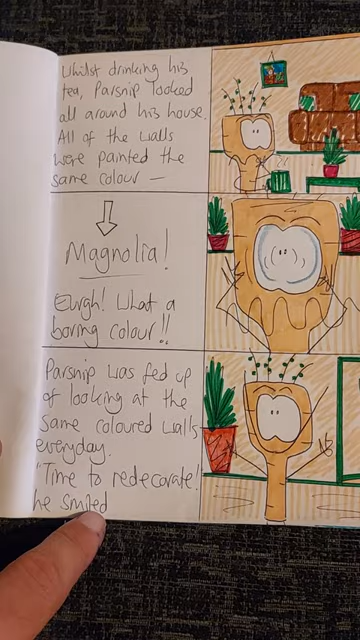 Whilst drinking his
tea, Parsnip looked
all around his house.
All of the walls
were painted the
same colour —
Magnolia!
Eurgh! What a
boring colour!!
Parsnip was fed up
of looking at the
same coloured walls
everyday.
"Time to redecorate!
he smiled